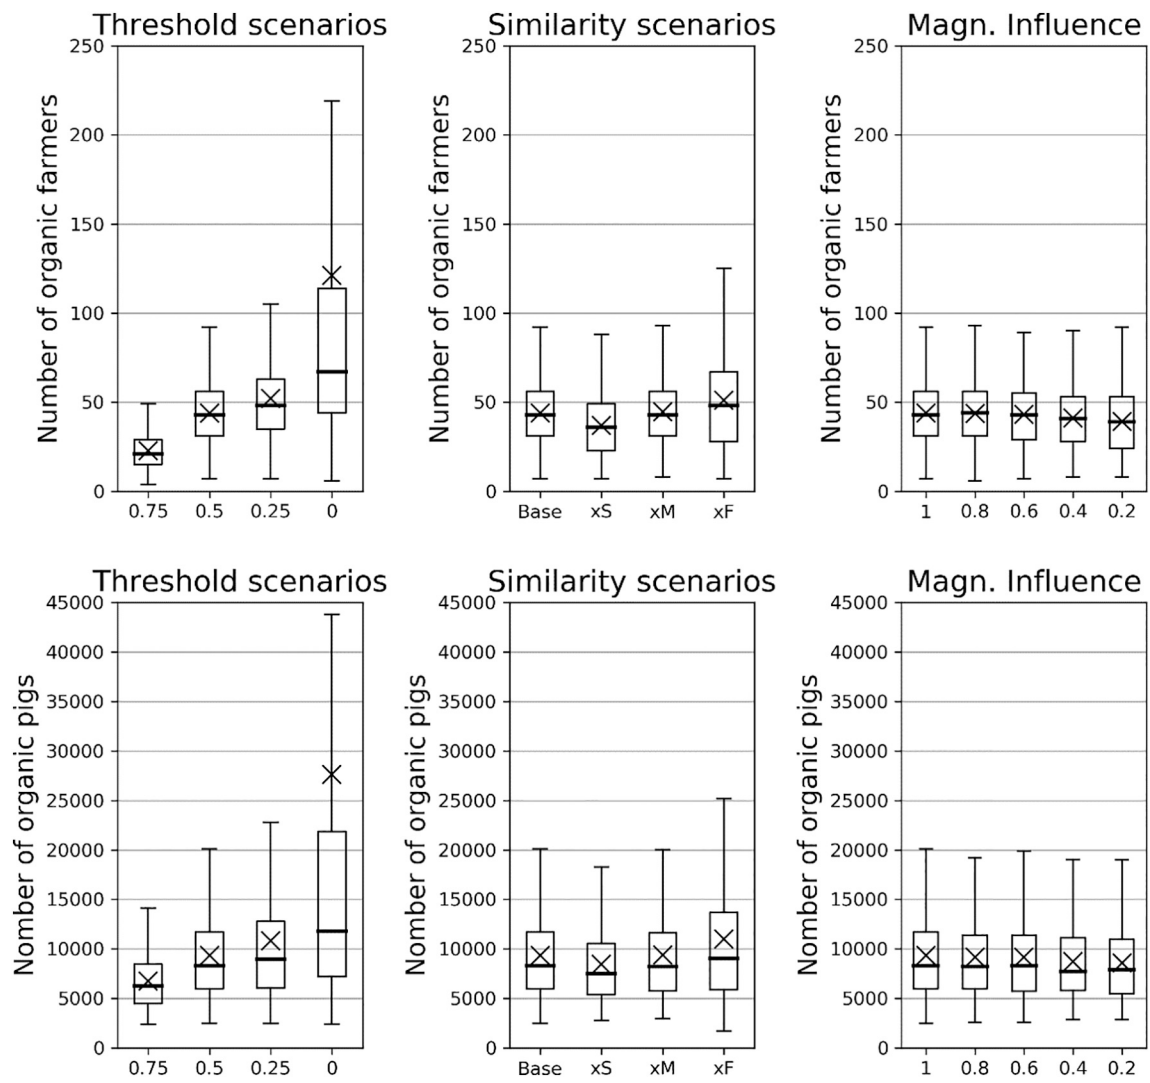 Threshold scenarios
Number of organic farmers
250
200
150
100
50
0
0.75 0.5 0.25 0
Similarity scenarios
Number of organic farmers
250
200
150
100
50
0
Base xS xM xF
Magn. Influence
Number of organic farmers
250
200
150
100
50
0
1 0.8 0.6 0.4 0.2
Threshold scenarios
Nomber of organic pigs
45000
40000
35000
30000
25000
20000
15000
10000
5000
0
0.75 0.5 0.25 0
Similarity scenarios
Nomber of organic pigs
45000
40000
35000
30000
25000
20000
15000
10000
5000
0
Base xS xM xF
Magn. Influence
Nomber of organic pigs
45000
40000
35000
30000
25000
20000
15000
10000
5000
0
1 0.8 0.6 0.4 0.2